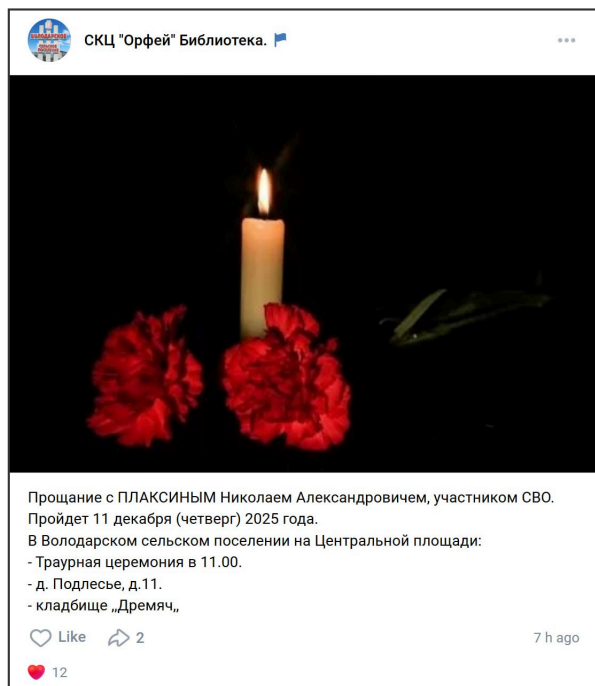 СКЦ "Орфей" Библиотека.
ВОЛОДАРСКОЕ
Прощание с ПЛАКСИНЫМ Николаем Александровичем, участником СВО.
Пройдет 11 декабря (четверг) 2025 года.
В Володарском сельском поселении на Центральной площади:
- Траурная церемония в 11.00.
- д. Подлесье, д.11.
- кладбище ,,Дремяч,,
Like 2 7 h ago
12